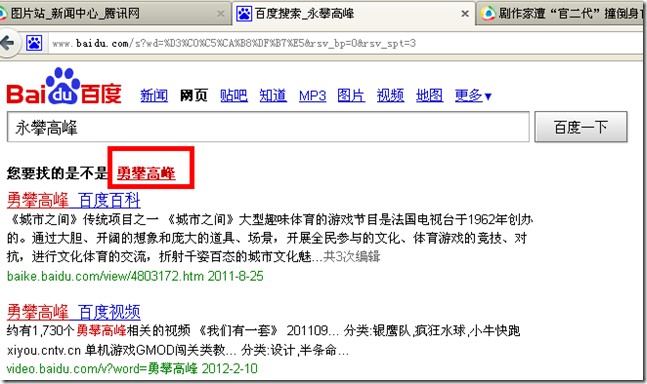 图片站_新闻中心_腾讯网
百度搜索_永攀高峰
剧作家遭“官二代”撞倒身
www.baidu.com/s?wd=%D3%C0%C5%CA%B8%DF%B7%E5&rsv_bp=0&rsv_spt=3
Bai du 百度 新闻 网页 贴吧 知道 MP3 图片 视频 地图 更多▼
永攀高峰 百度一下
您要找的是不是 勇攀高峰
勇攀高峰_百度百科
《城市之间》传统项目之一 《城市之间》大型趣味体育的游戏节目是法国电视台于1962年创办
的。通过大胆、开阔的想象和庞大的道具、场景，开展全民参与的文化、体育游戏的竞技、对
抗，进行文化体育的交流，折射千姿百态的城市文化魅...共3次编辑
baike.baidu.com/view/4803172.htm 2011-8-25
勇攀高峰_百度视频
约有1,730个勇攀高峰相关的视频 《我们有一套》 201109... 分类:银鹰队,疯狂水球,小牛快跑
xiyou.cntv.cn 单机游戏GMOD闯关类教... 分类:设计,半条命...
video.baidu.com/v?word=勇攀高峰 2012-2-10